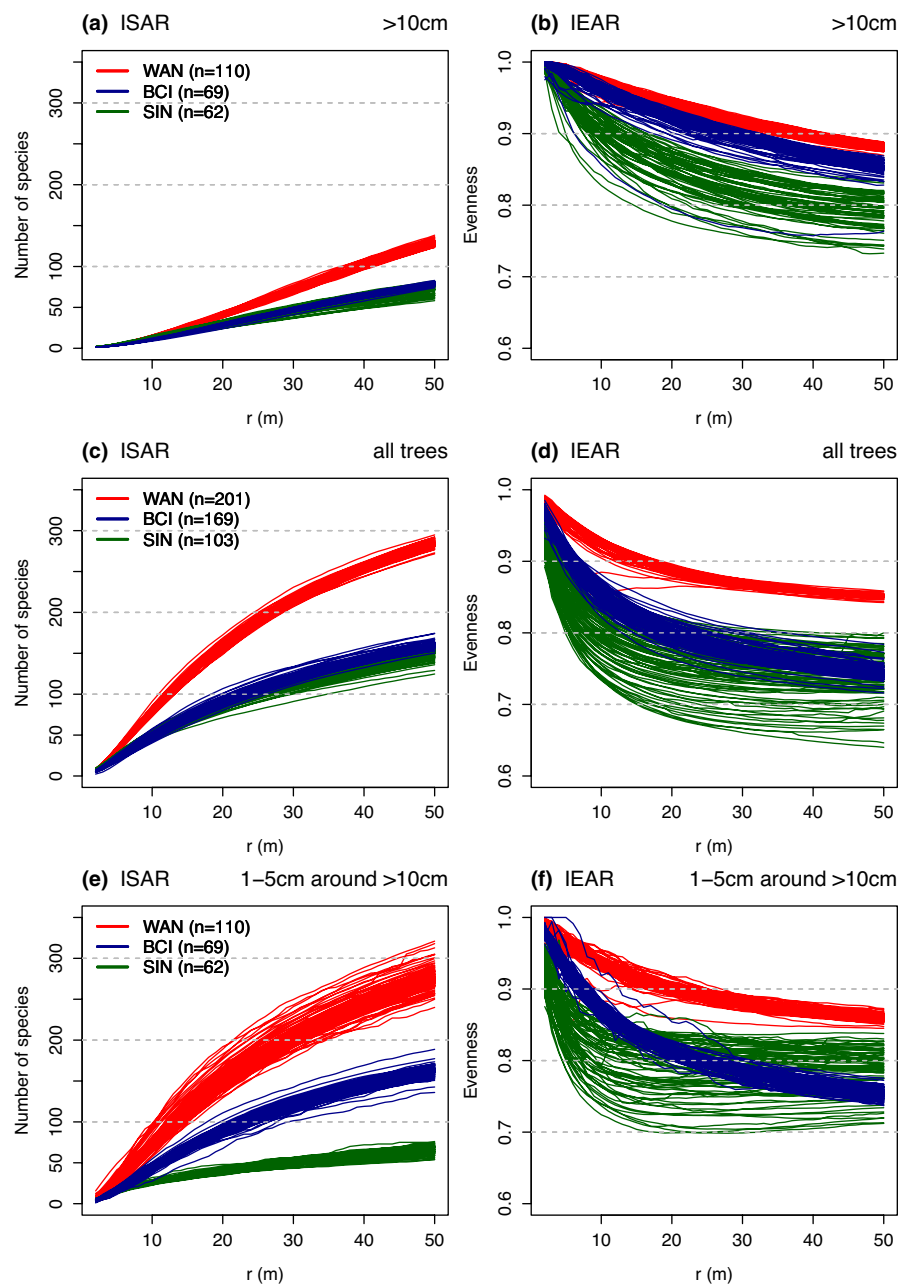 (a) ISAR >10cm
Number of species
0 50 100 200 300
WAN (n=110)
BCI (n=69)
SIN (n=62)
10 20 30 40 50
r (m)
(b) IEAR >10cm
Evenness
0.6 0.7 0.8 0.9 1.0
10 20 30 40 50
r (m)
(c) ISAR all trees
Number of species
0 50 100 200 300
WAN (n=201)
BCI (n=169)
SIN (n=103)
10 20 30 40 50
r (m)
(d) IEAR all trees
Evenness
0.6 0.7 0.8 0.9 1.0
10 20 30 40 50
r (m)
(e) ISAR 1–5cm around >10cm
Number of species
0 50 100 200 300
WAN (n=110)
BCI (n=69)
SIN (n=62)
10 20 30 40 50
r (m)
(f) IEAR 1–5cm around >10cm
Evenness
0.6 0.7 0.8 0.9 1.0
10 20 30 40 50
r (m)